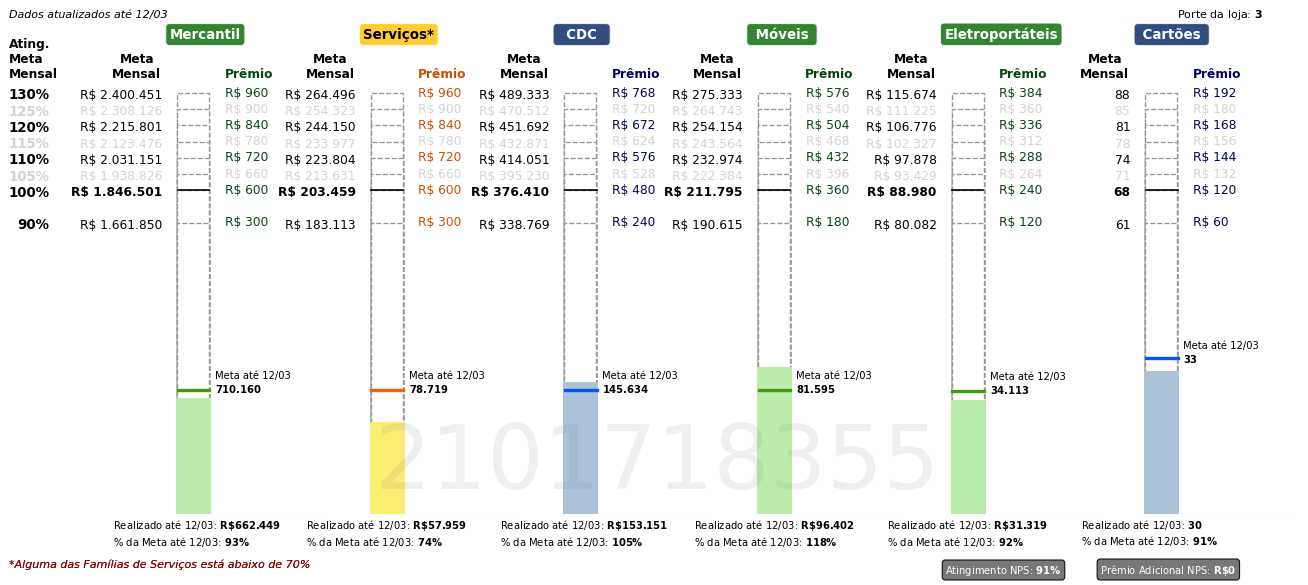 Dados atualizados até 12/03 Porte da loja: 3
Mercantil Serviços* CDC Móveis Eletroportáteis Cartões
Ating.
Meta Meta Meta Meta Meta Meta Meta
Mensal Mensal Prêmio Mensal Prêmio Mensal Prêmio Mensal Prêmio Mensal Prêmio Mensal Prêmio
130% R$ 2.400.451 R$ 960 R$ 264.496 R$ 960 R$ 489.333 R$ 768 R$ 275.333 R$ 576 R$ 115.674 R$ 384 88 R$ 192
125% R$ 2.308.126 R$ 900 R$ 254.323 R$ 900 R$ 470.512 R$ 720 R$ 264.743 R$ 540 R$ 111.225 R$ 360 85 R$ 180
120% R$ 2.215.801 R$ 840 R$ 244.150 R$ 840 R$ 451.692 R$ 672 R$ 254.154 R$ 504 R$ 106.776 R$ 336 81 R$ 168
115% R$ 2.123.476 R$ 780 R$ 233.977 R$ 780 R$ 432.871 R$ 624 R$ 243.564 R$ 468 R$ 102.327 R$ 312 78 R$ 156
110% R$ 2.031.151 R$ 720 R$ 223.804 R$ 720 R$ 414.051 R$ 576 R$ 232.974 R$ 432 R$ 97.878 R$ 288 74 R$ 144
105% R$ 1.938.826 R$ 660 R$ 213.631 R$ 660 R$ 395.230 R$ 528 R$ 222.384 R$ 396 R$ 93.429 R$ 264 71 R$ 132
100% R$ 1.846.501 R$ 600 R$ 203.459 R$ 600 R$ 376.410 R$ 480 R$ 211.795 R$ 360 R$ 88.980 R$ 240 68 R$ 120
90% R$ 1.661.850 R$ 300 R$ 183.113 R$ 300 R$ 338.769 R$ 240 R$ 190.615 R$ 180 R$ 80.082 R$ 120 61 R$ 60
Meta até 12/03
33
Meta até 12/03 Meta até 12/03 Meta até 12/03 Meta até 12/03 Meta até 12/03
710.160 78.719 145.634 81.595 34.113
2101718355
Realizado até 12/03: R$662.449 Realizado até 12/03: R$57.959 Realizado até 12/03: R$153.151 Realizado até 12/03: R$96.402 Realizado até 12/03: R$31.319 Realizado até 12/03: 30
% da Meta até 12/03: 93% % da Meta até 12/03: 74% % da Meta até 12/03: 105% % da Meta até 12/03: 118% % da Meta até 12/03: 92% % da Meta até 12/03: 91%
*Alguma das Famílias de Serviços está abaixo de 70% Atingimento NPS: 91% Prêmio Adicional NPS: R$0